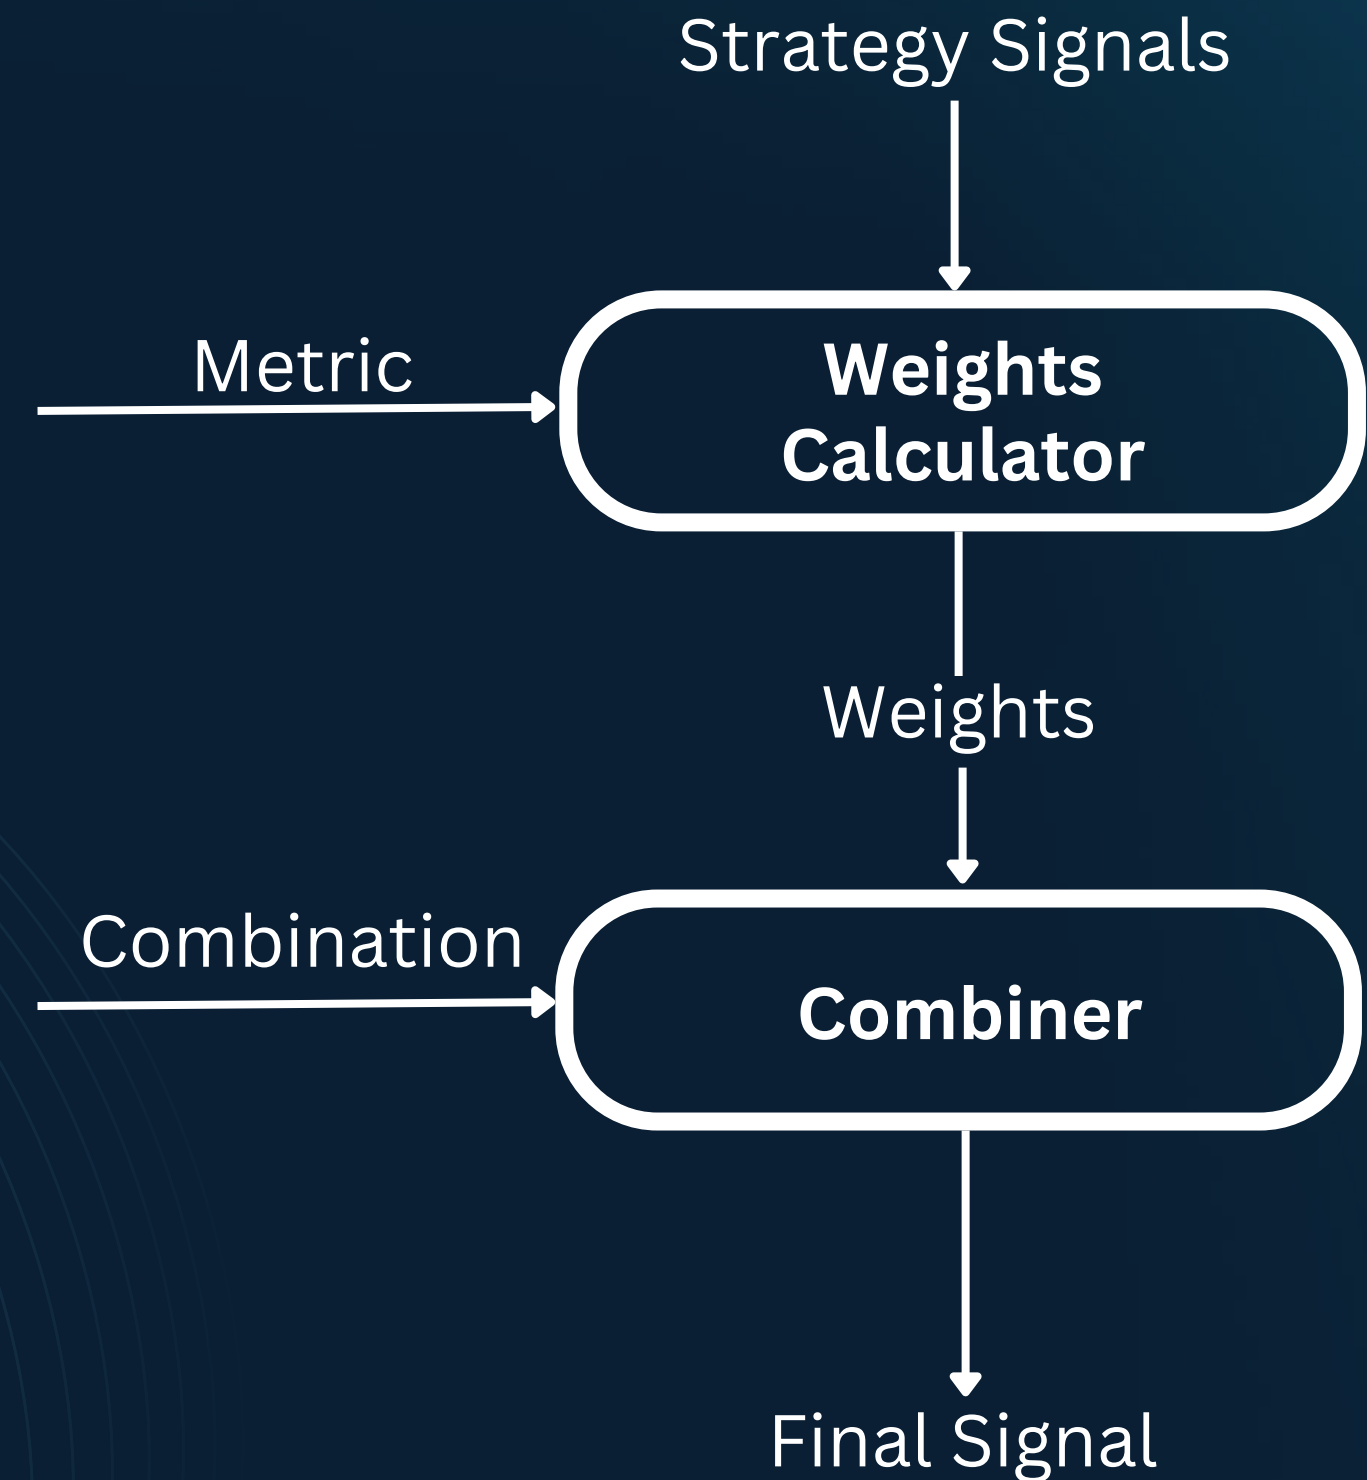 Strategy Signals
Metric
Weights
Calculator
Weights
Combination
Combiner
Final Signal